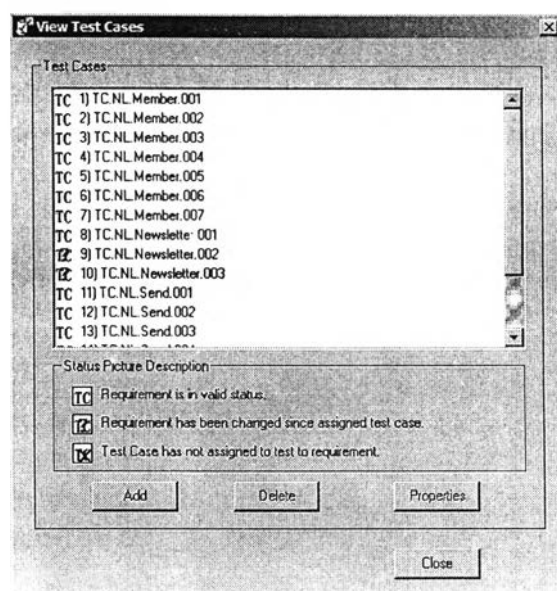 View Test Cases
Test Cases
TC 1) TC.NL.Member.001
TC 2) TC.NL.Member.002
TC 3) TC.NL.Member.003
TC 4) TC.NL.Member.004
TC 5) TC.NL.Member.005
TC 6) TC.NL.Member.006
TC 7) TC.NL.Member.007
TC 8) TC.NL.Newslette 001
9) TC.NL.Newsletter.002
10) TC.NL.Newsletter.003
TC 11) TC.NL.Send.001
TC 12) TC.NL.Send.002
TC 13) TC.NL.Send.003
Status Picture Description
TC Requirement is in valid status.
Requirement has been changed since assigned test case.
Test Case has not assigned to test to requirement.
Add Delete Properties
Close